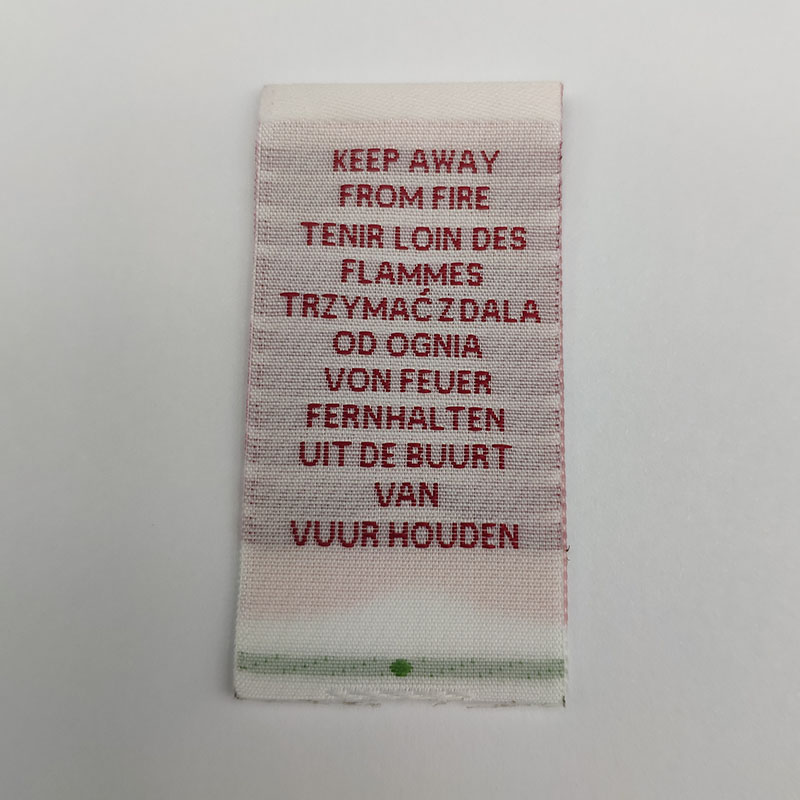 KEEP AWAY
FROM FIRE
TENIR LOIN DES
FLAMMES
TRZYMAĆ Z DALA
OD OGNIA
VON FEUER
FERNHALTEN
UIT DE BUURT
VAN
VUUR HOUDEN